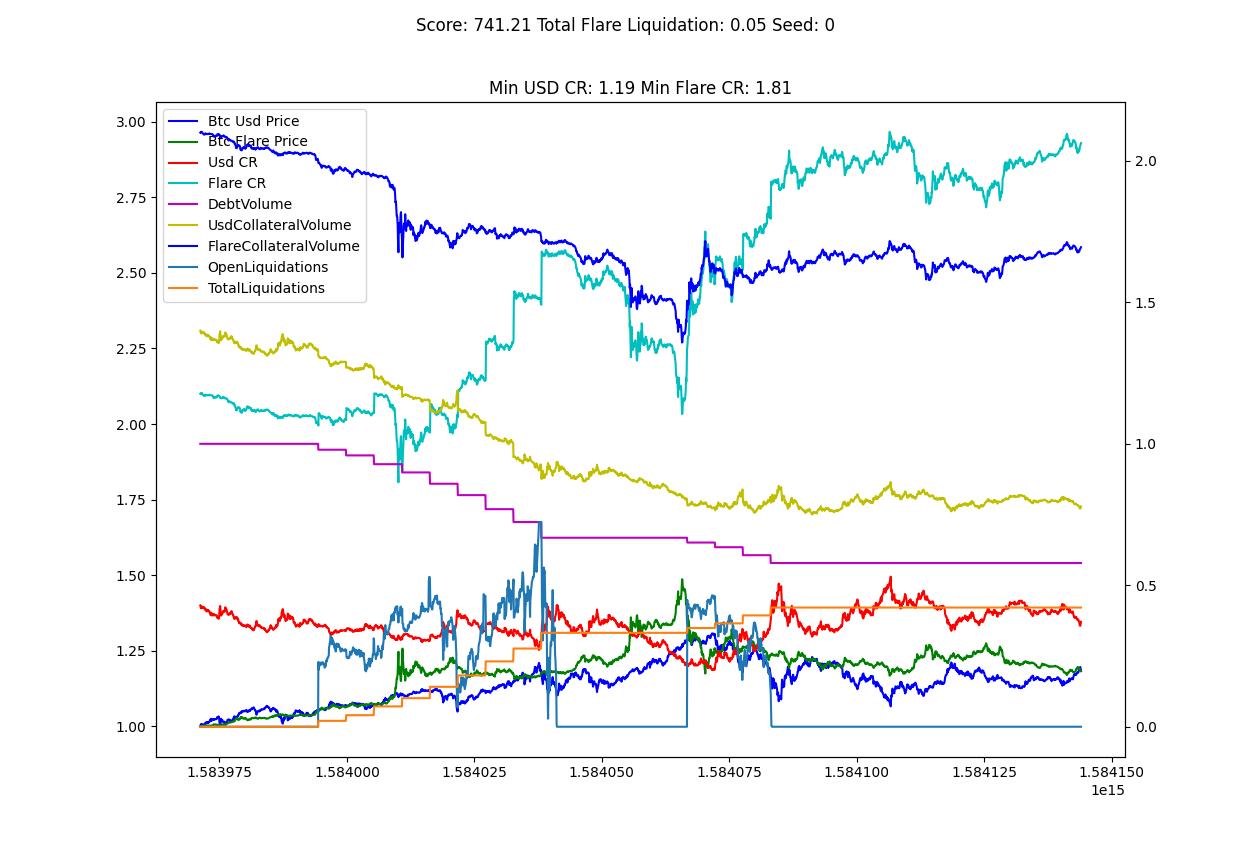 Score: 741.21 Total Flare Liquidation: 0.05 Seed: 0
Min USD CR: 1.19 Min Flare CR: 1.81
Btc Usd Price
Btc Flare Price
Usd CR
Flare CR
DebtVolume
UsdCollateralVolume
FlareCollateralVolume
OpenLiquidations
TotalLiquidations
3.00
2.75
2.50
2.25
2.00
1.75
1.50
1.25
1.00
2.0
1.5
1.0
0.5
0.0
1.583975 1.584000 1.584025 1.584050 1.584075 1.584100 1.584125 1.584150
1e15